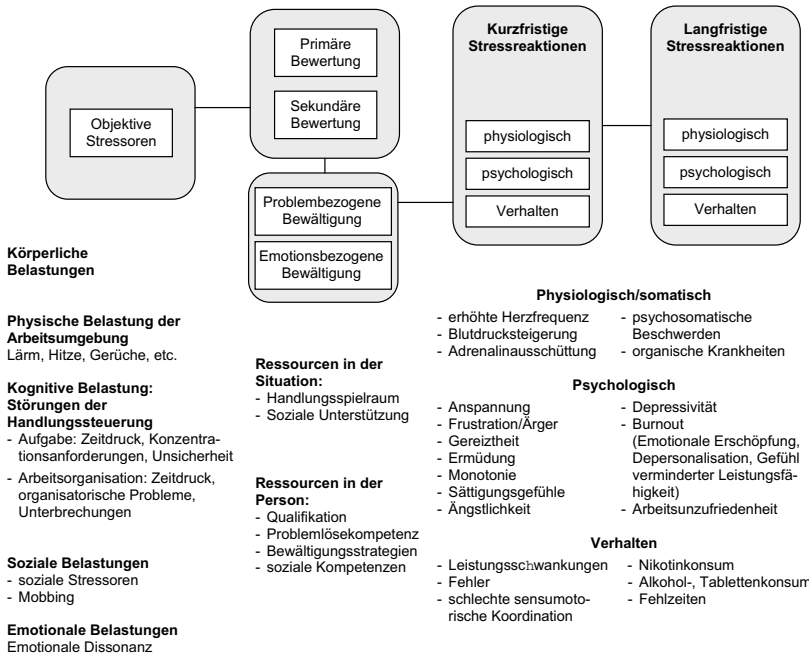 Objektive
Stressoren
Primäre
Bewertung
Sekundäre
Bewertung
Problembezogene
Bewältigung
Emotionsbezogene
Bewältigung
Kurzfristige
Stressreaktionen
physiologisch
psychologisch
Verhalten
Langfristige
Stressreaktionen
physiologisch
psychologisch
Verhalten
Körperliche
Belastungen
Physische Belastung der
Arbeitsumgebung
Lärm, Hitze, Gerüche, etc.
Kognitive Belastung:
Störungen der
Handlungssteuerung
- Aufgabe: Zeitdruck, Konzentra-
tionsanforderungen, Unsicherheit
- Arbeitsorganisation: Zeitdruck,
organisatorische Probleme,
Unterbrechungen
Soziale Belastungen
- soziale Stressoren
- Mobbing
Emotionale Belastungen
Emotionale Dissonanz
Ressourcen in der
Situation:
- Handlungsspielraum
- Soziale Unterstützung
Ressourcen in der
Person:
- Qualifikation
- Problemlösekompetenz
- Bewältigungsstrategien
- soziale Kompetenzen
Physiologisch/somatisch
- erhöhte Herzfrequenz
- Blutdrucksteigerung
- Adrenalinausschüttung
- psychosomatische
Beschwerden
- organische Krankheiten
Psychologisch
- Anspannung
- Frustration/Ärger
- Gereiztheit
- Ermüdung
- Monotonie
- Sättigungsgefühle
- Ängstlichkeit
- Depressivität
- Burnout
(Emotionale Erschöpfung,
Depersonalisation, Gefühl
verminderter Leistungsfä-
higkeit)
- Arbeitsunzufriedenheit
Verhalten
- Leistungsschwankungen
- Fehler
- schlechte sensumoto-
rische Koordination
- Nikotinkonsum
- Alkohol-, Tablettenkonsum
- Fehlzeiten